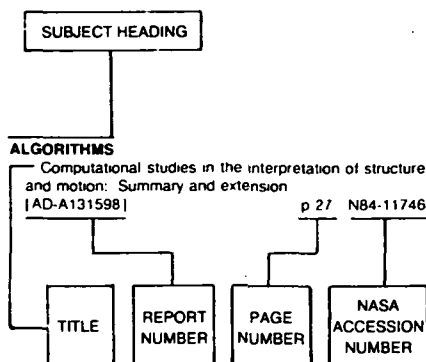 SUBJECT HEADING
ALGORITHMS
Computational studies in the interpretation of structure
and motion: Summary and extension
[AD-A131598] p 27 N84-11746
TITLE
REPORT
NUMBER
PAGE
NUMBER
NASA
ACCESSION
NUMBER